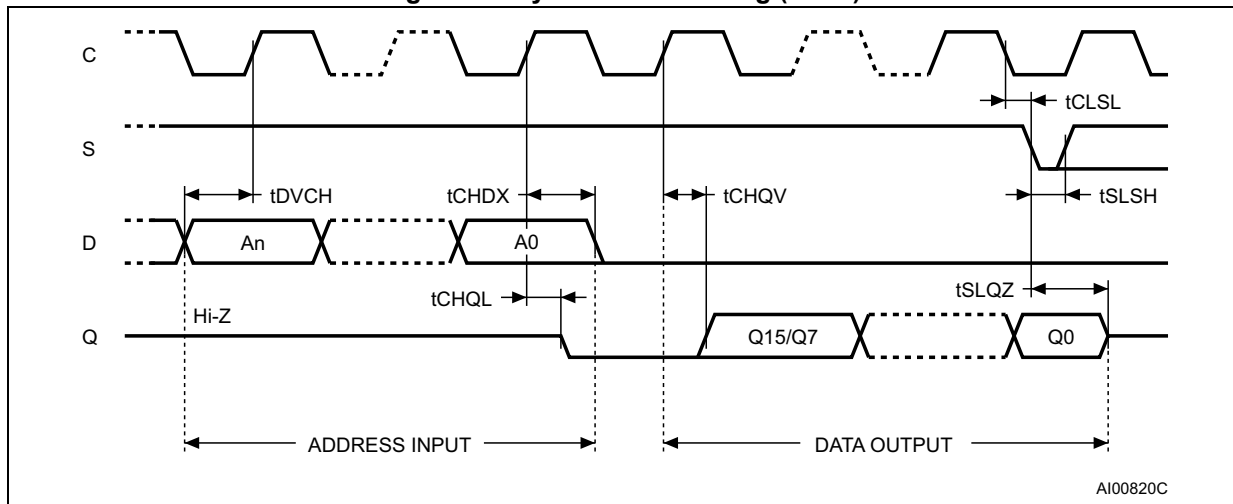 C
tCLSL
S
tDVCH
tCHDX
tCHQV
tSLSH
D
An
A0
tCHQL
tSLQZ
Hi-Z
Q
Q15/Q7
Q0
ADDRESS INPUT
DATA OUTPUT
AI00820C